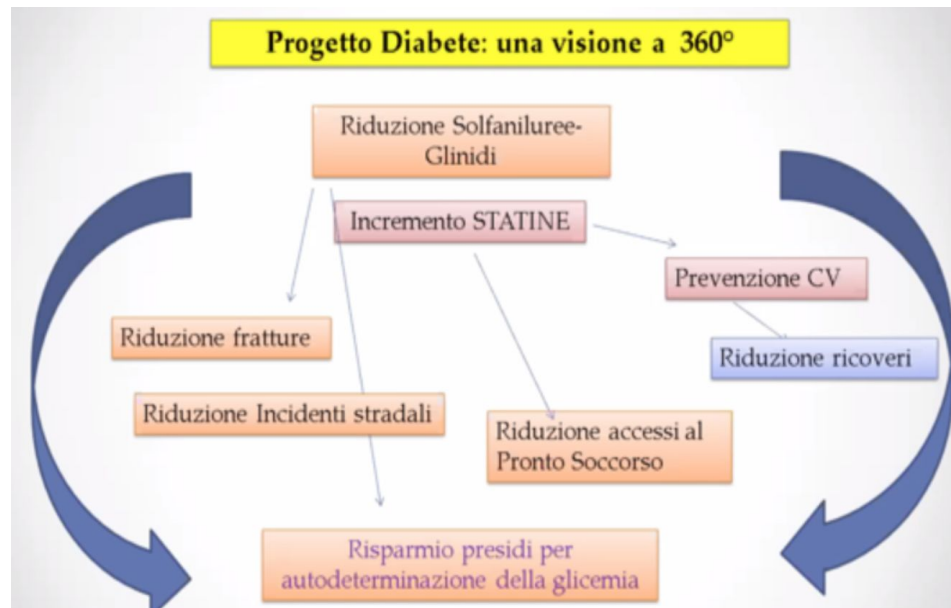 Progetto Diabete: una visione a 360°
Riduzione Solfaniluree-
Glinidi
Incremento STATINE
Prevenzione CV
Riduzione fratture
Riduzione ricoveri
Riduzione Incidenti stradali
Riduzione accessi al
Pronto Soccorso
Risparmio presidi per
autodeterminazione della glicemia